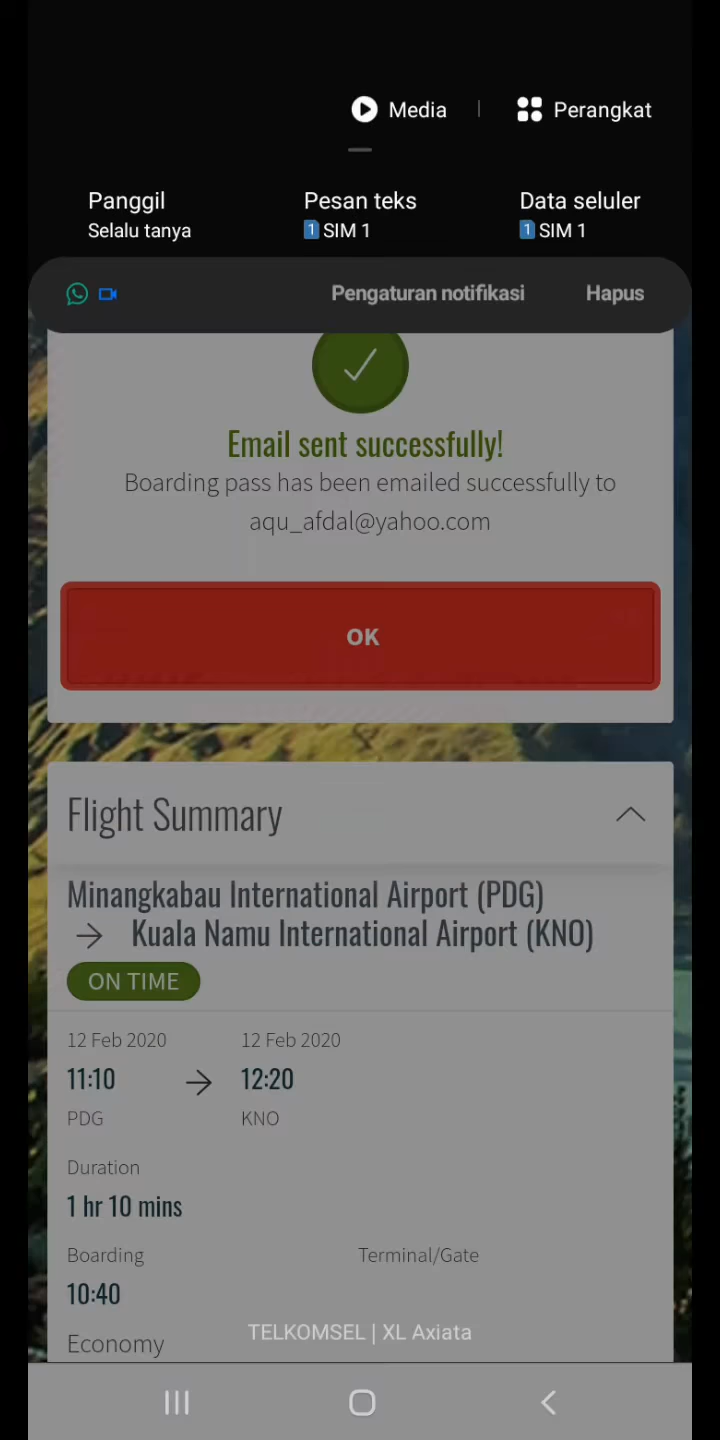 Media | Perangkat
Panggil Pesan teks Data seluler
Selalu tanya 1 SIM 1 1 SIM 1
Pengaturan notifikasi Hapus
Email sent successfully!
Boarding pass has been emailed successfully to
aqu_afdal@yahoo.com
OK
Flight Summary
Minangkabau International Airport (PDG)
→ Kuala Namu International Airport (KNO)
ON TIME
12 Feb 2020 12 Feb 2020
11:10 → 12:20
PDG KNO
Duration
1 hr 10 mins
Boarding Terminal/Gate
10:40
TELKOMSEL | XL Axiata
Economy